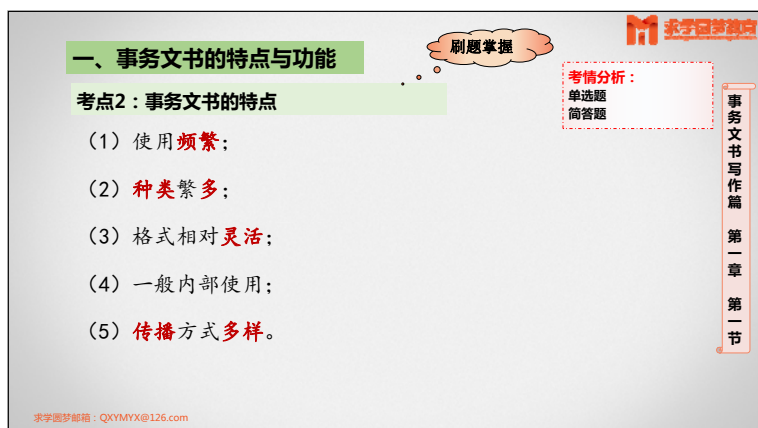 求学圆梦教育
刷题掌握
一、事务文书的特点与功能
考情分析：
单选题
简答题
考点2：事务文书的特点
（1）使用频繁；
（2）种类繁多；
（3）格式相对灵活；
（4）一般内部使用；
（5）传播方式多样。
事务文书写作篇 第一章 第一节
求学圆梦邮箱：QXYMYX@126.com